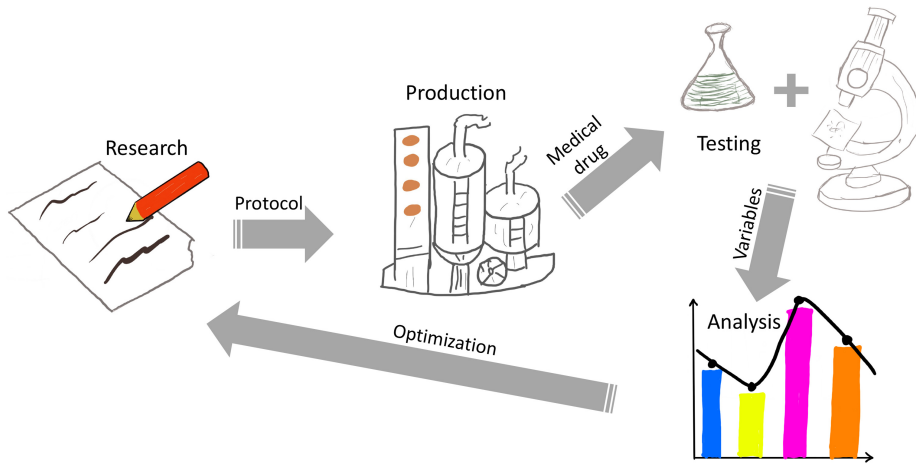 Research
Protocol
Production
Medical
drug
Testing
Variables
Analysis
Optimization